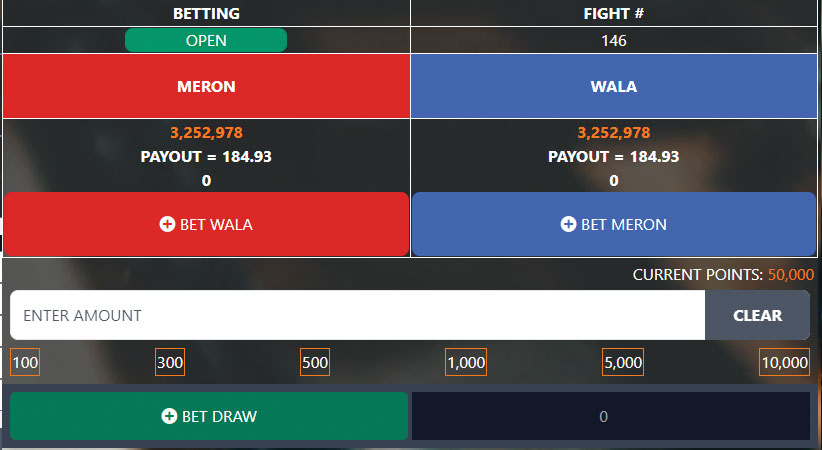 BETTING FIGHT #
OPEN 146
MERON WALA
3,252,978 3,252,978
PAYOUT = 184.93 PAYOUT = 184.93
0 0
BET WALA BET MERON
CURRENT POINTS: 50,000
ENTER AMOUNT CLEAR
100 300 500 1,000 5,000 10,000
BET DRAW 0